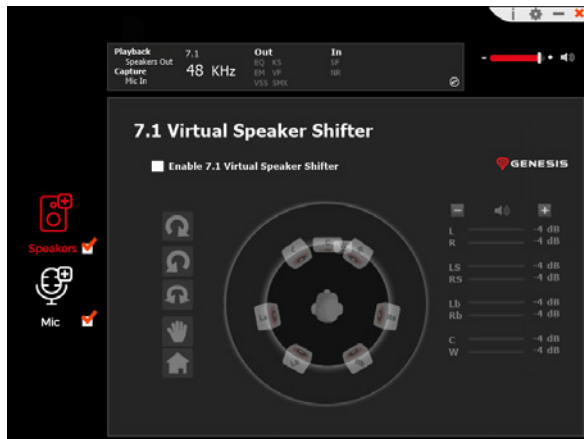 i
Playback 7.1 Out In
Speakers Out EQ KS SF
Capture 48 KHz EM VF NR
Mic In VSS SMX
7.1 Virtual Speaker Shifter
Enable 7.1 Virtual Speaker Shifter
GENESIS
Speakers
Mic
L -4 dB
R -4 dB
LS -4 dB
RS -4 dB
Lb -4 dB
Rb -4 dB
C -4 dB
W -4 dB